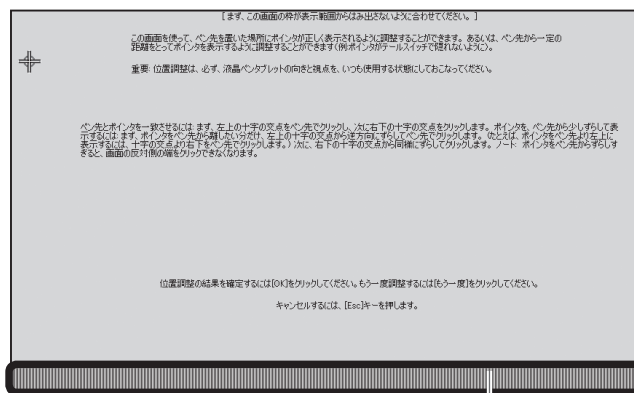 [ まず、この画面の枠が表示範囲からはみ出さないように合わせてください。 ]
この画面を使って、ペン先を置いた場所にポインタが正しく表示されるように調整することができます。あるいは、ペン先から一定の
距離をとってポインタを表示するように調整することができます(例:ポインタがテールスイッチで隠れないように)。
重要: 位置調整は、必ず、液晶ペンタブレットの向きと視点を、いつも使用する状態にしておこなってください。
ペン先とポインタを一致させるには: まず、左上の十字の交点をペン先でクリックし、次に右下の十字の交点をクリックします。ポインタを、ペン先から少しずらして表
示するには: まず、ポインタをペン先から離したい分だけ、左上の十字の交点から逆方向にずらしてペン先でクリックします。(たとえば、ポインタをペン先より左上に
表示するには、十字の交点より右下をペン先でクリックします。) 次に、右下の十字の交点から同様にずらしてクリックします。ノート: ポインタをペン先からずらしす
ぎると、画面の反対側の端をクリックできなくなります。
位置調整の結果を確定するには[OK]をクリックしてください。もう一度調整するには[もう一度]をクリックしてください。
キャンセルするには、[Esc]キーを押します。